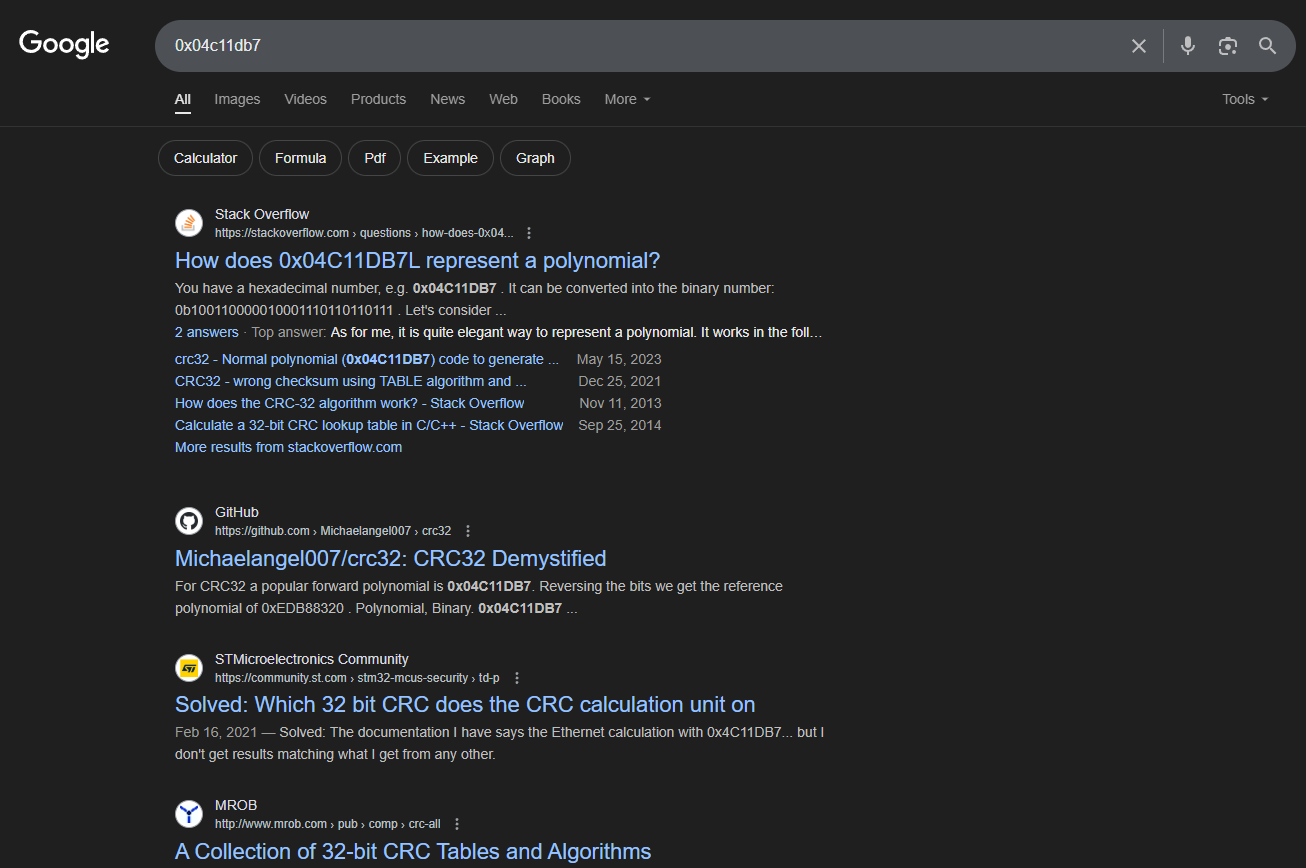 Google
0x04c11db7
All Images Videos Products News Web Books More Tools
Calculator Formula Pdf Example Graph
Stack Overflow
https://stackoverflow.com › questions › how-does-0x04...
How does 0x04C11DB7L represent a polynomial?
You have a hexadecimal number, e.g. 0x04C11DB7 . It can be converted into the binary number:
0b100110000010001110110110111 . Let's consider ...
2 answers · Top answer: As for me, it is quite elegant way to represent a polynomial. It works in the foll…
crc32 - Normal polynomial (0x04C11DB7) code to generate ... May 15, 2023
CRC32 - wrong checksum using TABLE algorithm and ... Dec 25, 2021
How does the CRC-32 algorithm work? - Stack Overflow Nov 11, 2013
Calculate a 32-bit CRC lookup table in C/C++ - Stack Overflow Sep 25, 2014
More results from stackoverflow.com
GitHub
https://github.com › Michaelangel007 › crc32
Michaelangel007/crc32: CRC32 Demystified
For CRC32 a popular forward polynomial is 0x04C11DB7. Reversing the bits we get the reference
polynomial of 0xEDB88320 . Polynomial, Binary. 0x04C11DB7 ...
STMicroelectronics Community
https://community.st.com › stm32-mcus-security › td-p
Solved: Which 32 bit CRC does the CRC calculation unit on
Feb 16, 2021 — Solved: The documentation I have says the Ethernet calculation with 0x4C11DB7... but I
don't get results matching what I get from any other.
MROB
http://www.mrob.com › pub › comp › crc-all
A Collection of 32-bit CRC Tables and Algorithms